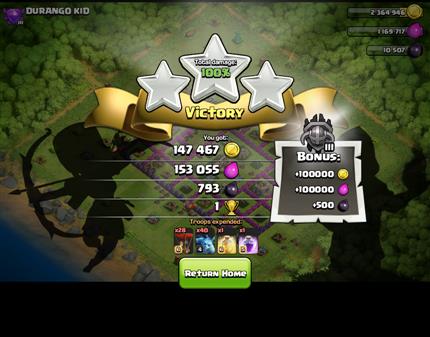 DURANGO KID
2 364 946
1 169 717
10 507
Total damage:
100%
Victory
You got:
147 467
153 055
793
1
III
Bonus:
+100000
+100000
+500
Troops expended:
x28 x40 x1 x1
Return Home